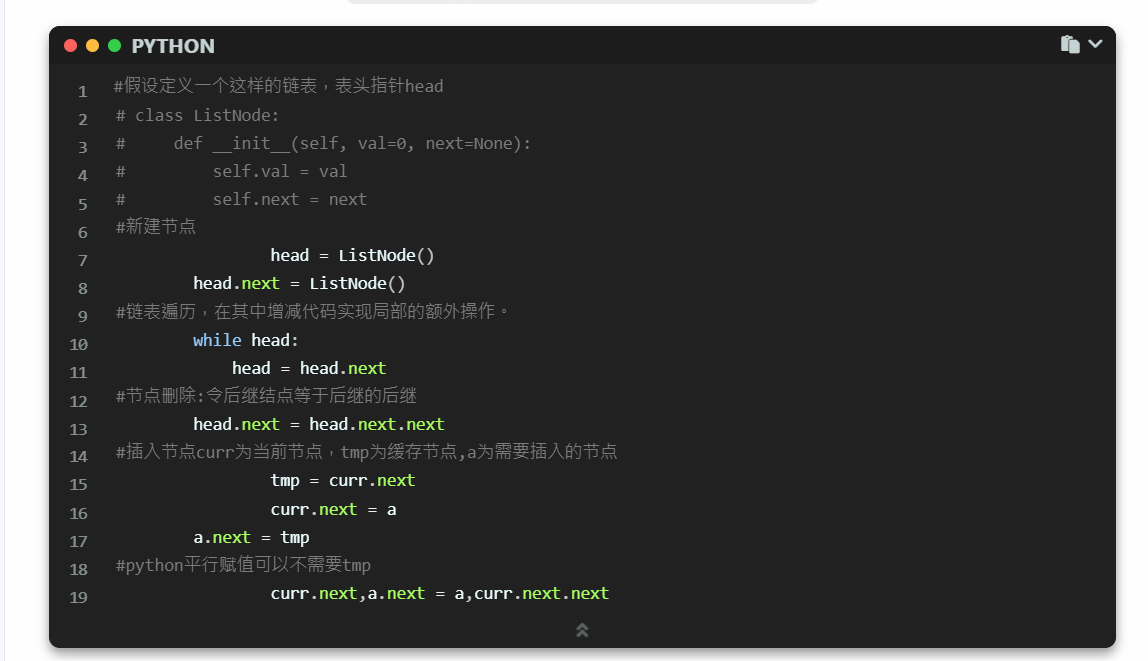 PYTHON
1 #假设定义一个这样的链表，表头指针head
2 # class ListNode:
3 #     def __init__(self, val=0, next=None):
4 #         self.val = val
5 #         self.next = next
6 #新建节点
7                 head = ListNode()
8         head.next = ListNode()
9 #链表遍历，在其中增减代码实现局部的额外操作。
10         while head:
11             head = head.next
12 #节点删除:令后继结点等于后继的后继
13         head.next = head.next.next
14 #插入节点curr为当前节点，tmp为缓存节点,a为需要插入的节点
15                 tmp = curr.next
16                 curr.next = a
17         a.next = tmp
18 #python平行赋值可以不需要tmp
19                 curr.next,a.next = a,curr.next.next